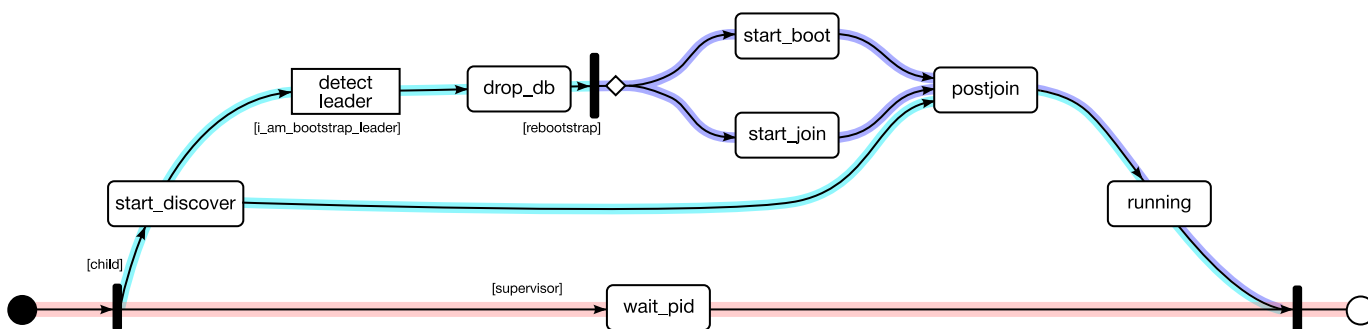 start_boot
detect
leader
drop_db
postjoin
[i_am_bootstrap_leader]
[rebootstrap]
start_join
start_discover
running
[child]
[supervisor]
wait_pid